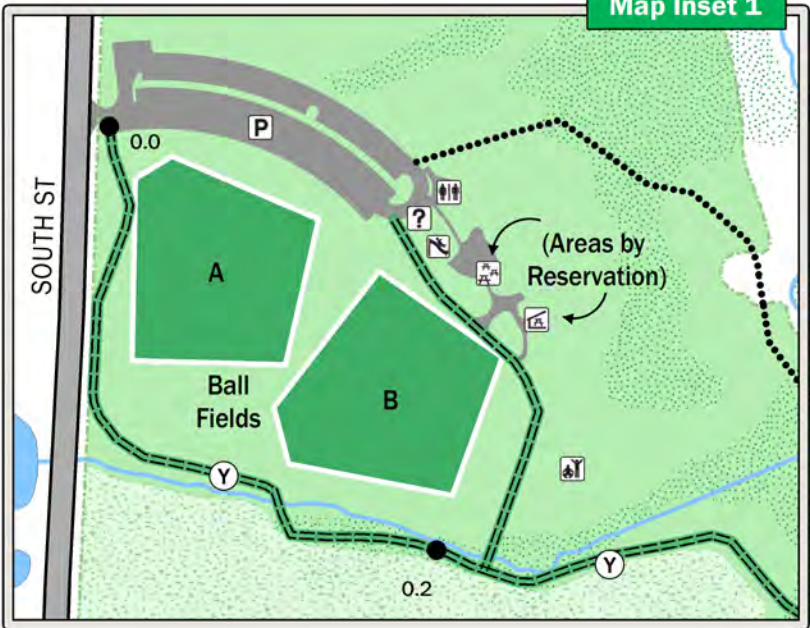 Map Inset 1
0.0
P
SOUTH ST
?
(Areas by
Reservation)
A
Ball
Fields
B
Y
0.2
Y